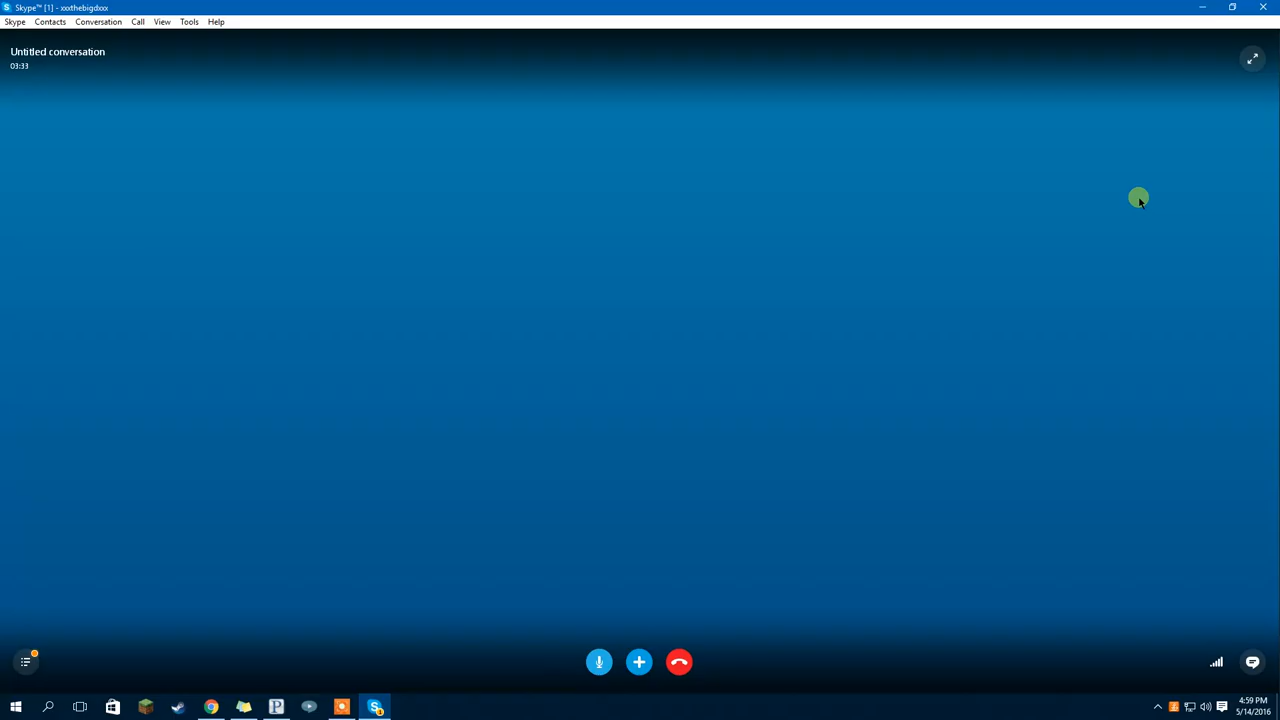 Skype™ [1] - xxxthebigdxxx
Skype Contacts Conversation Call View Tools Help
Untitled conversation
03:33
4:59 PM
5/14/2016